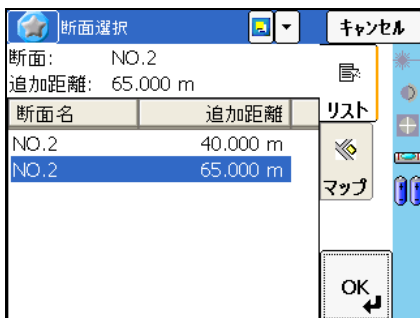 断面選択
キャンセル
断面: NO.2
追加距離: 65.000 m
断面名 追加距離
NO.2 40.000 m
NO.2 65.000 m
リスト
マップ
OK